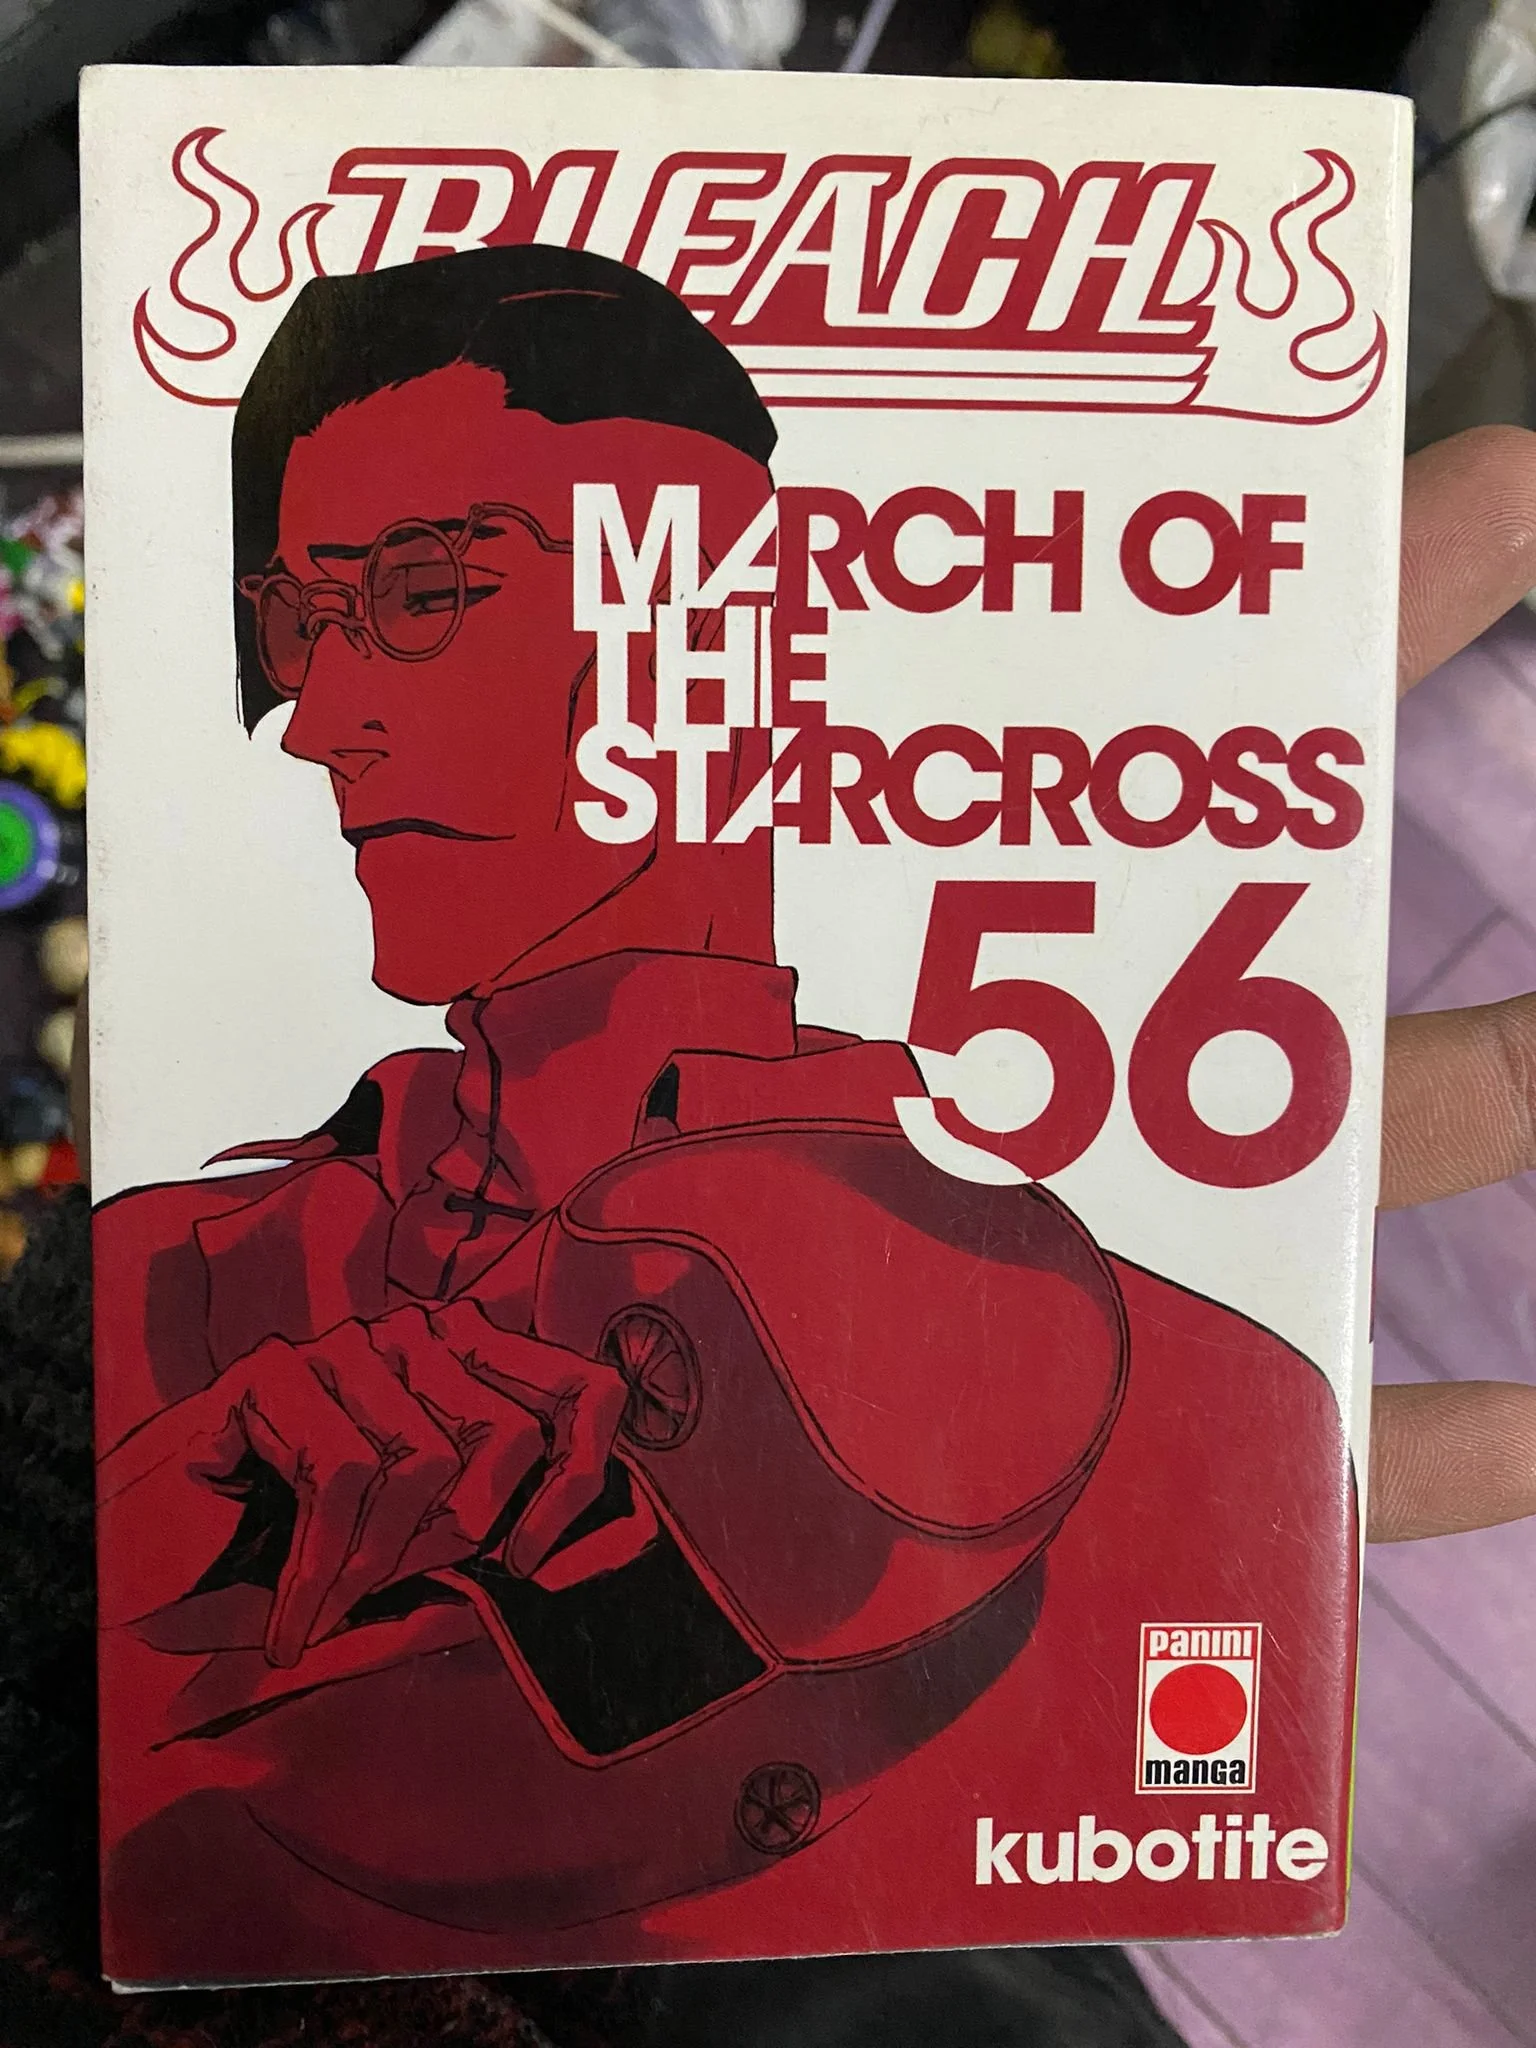 BLEACH
MARCH OF
THE
STARCROSS
56
PANINI
manga
kubotite